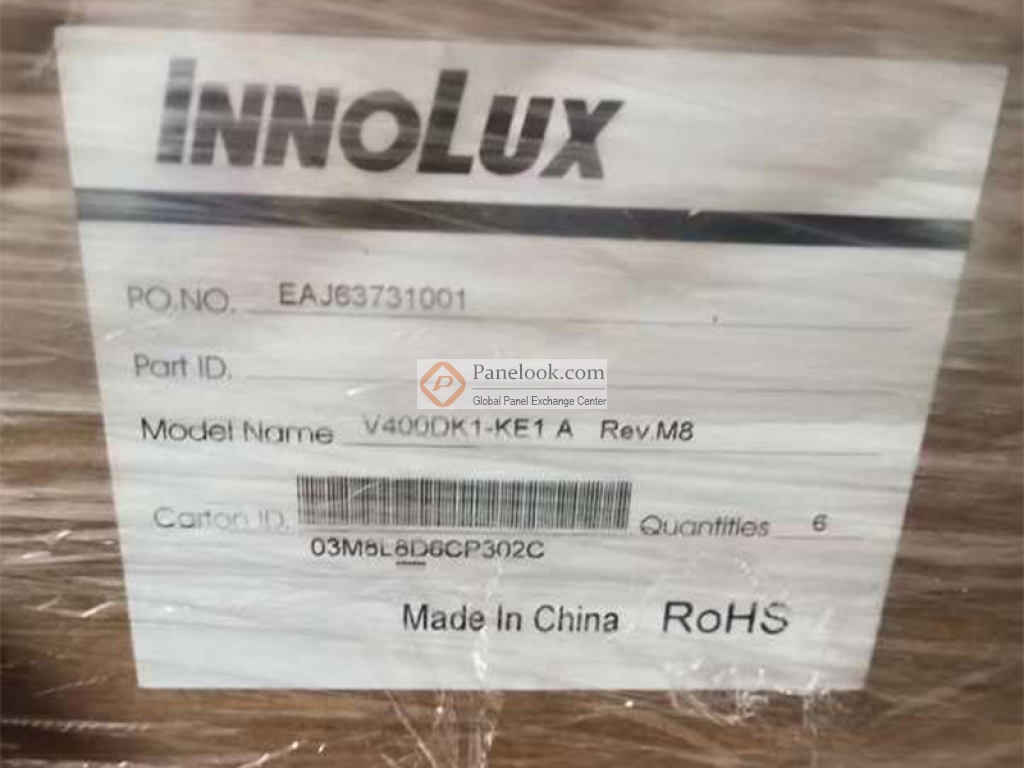 INNOLUX
PO.NO. EAJ63731001
Part ID.
Panelook.com
Global Panel Exchange Center
Model Name V400DK1-KE1 A Rev.M8
Carton ID. Quantities 6
03M8L8D6CP302C
Made In China RoHS